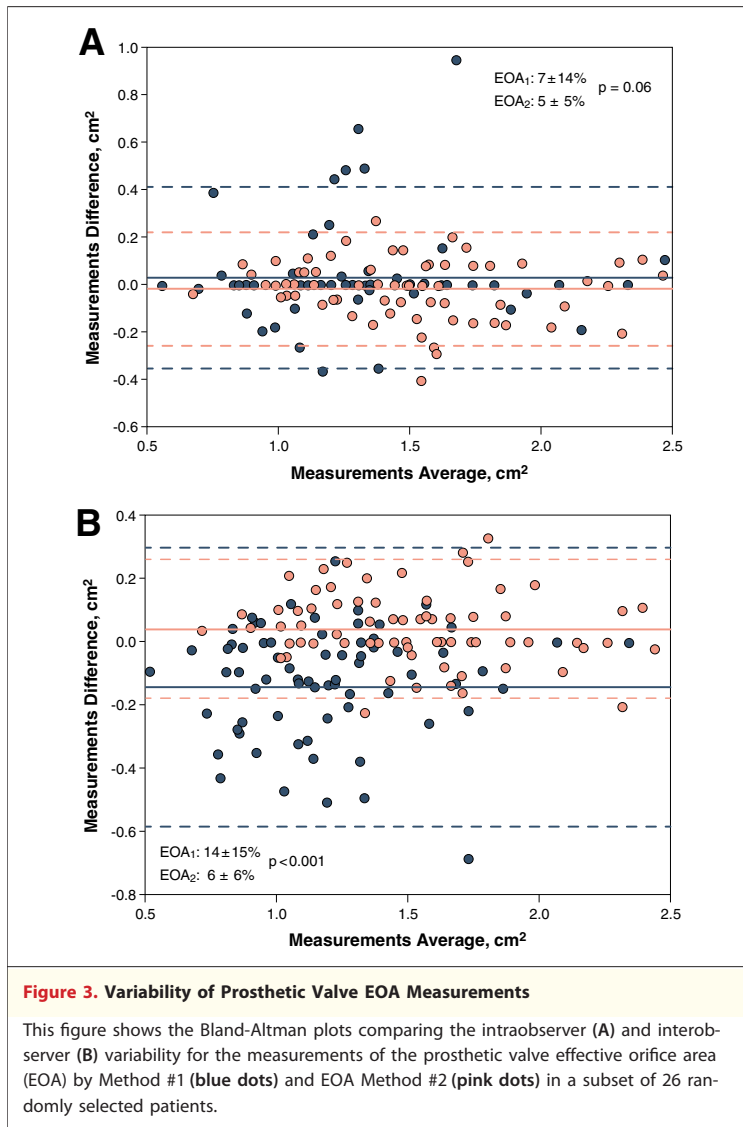 A
1.0
0.8
0.6
0.4
0.2
0.0
-0.2
-0.4
-0.6
Measurements Difference, cm²
EOA₁: 7±14%
EOA₂: 5 ± 5%
p = 0.06
0.5 1.0 1.5 2.0 2.5
Measurements Average, cm²
B
0.4
0.2
0.0
-0.2
-0.4
-0.6
-0.8
Measurements Difference, cm²
EOA₁: 14±15%
EOA₂: 6 ± 6%
p<0.001
0.5 1.0 1.5 2.0 2.5
Measurements Average, cm²
Figure 3. Variability of Prosthetic Valve EOA Measurements
This figure shows the Bland-Altman plots comparing the intraobserver (A) and interob-
server (B) variability for the measurements of the prosthetic valve effective orifice area
(EOA) by Method #1 (blue dots) and EOA Method #2 (pink dots) in a subset of 26 ran-
domly selected patients.